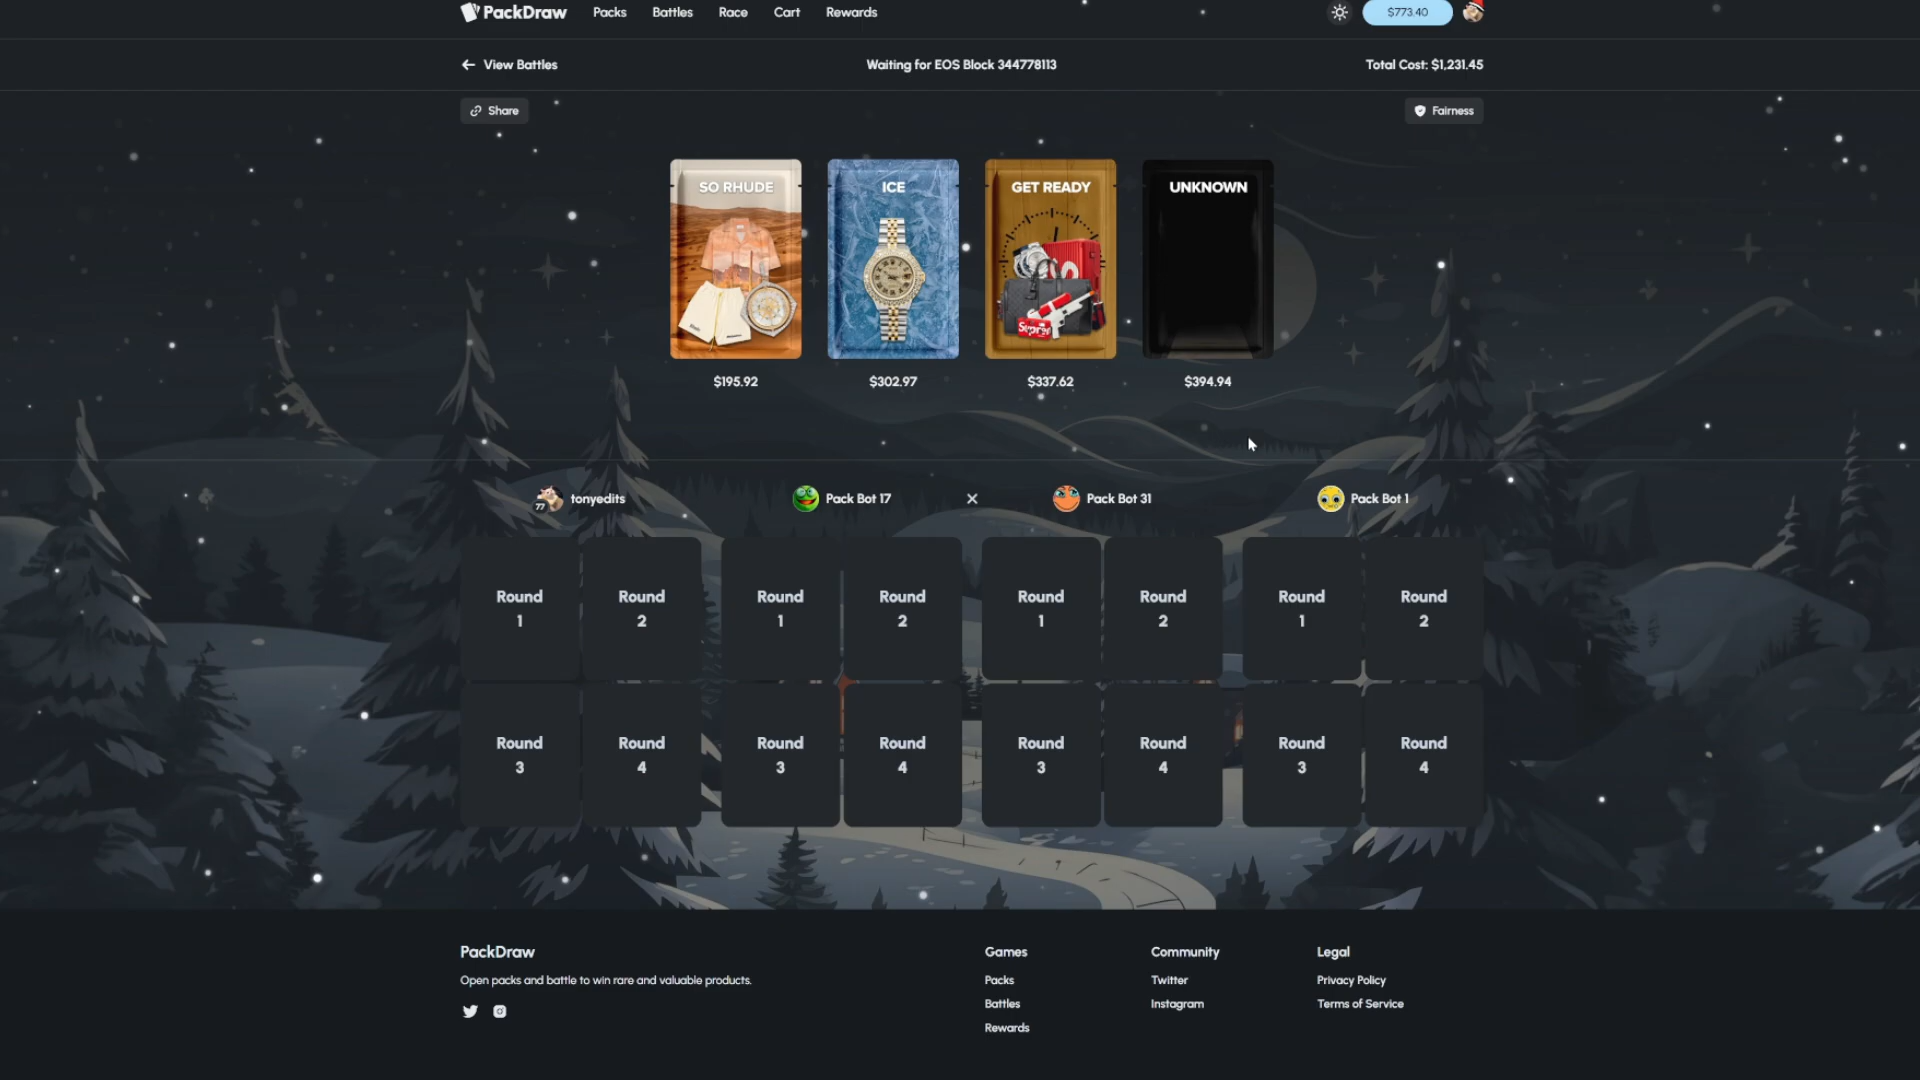 PackDraw Packs Battles Race Cart Rewards $773.40
View Battles Waiting for EOS Block 344778113 Total Cost: $1,231.45
Share Fairness
SO RHUDE ICE GET READY UNKNOWN
Supre
$195.92 $302.97 $337.62 $394.94
77 tonyedits Pack Bot 17 Pack Bot 31 Pack Bot 1
Round Round Round Round Round Round Round Round
1 2 1 2 1 2 1 2
Round Round Round Round Round Round Round Round
3 4 3 4 3 4 3 4
PackDraw Games Community Legal
Open packs and battle to win rare and valuable products. Packs Twitter Privacy Policy
Battles Instagram Terms of Service
Rewards